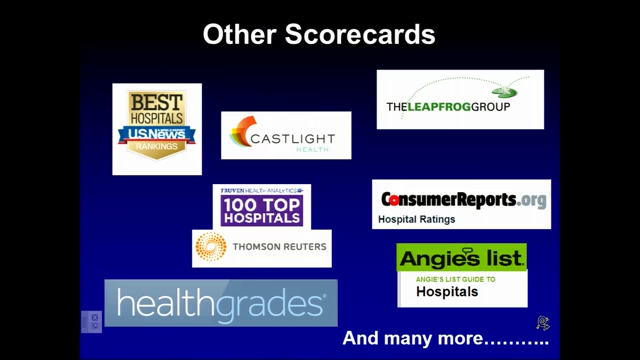 Other Scorecards
BEST
HOSPITALS
U.S.News
RANKINGS
CASTLIGHT
HEALTH
THELEAPFROGGROUP
TRUVEN HEALTH ANALYTICS
100 TOP
HOSPITALS
THOMSON REUTERS
ConsumerReports.org
Hospital Ratings
Angie's list.
ANGIE'S LIST GUIDE TO
Hospitals
healthgrades®
And many more………..